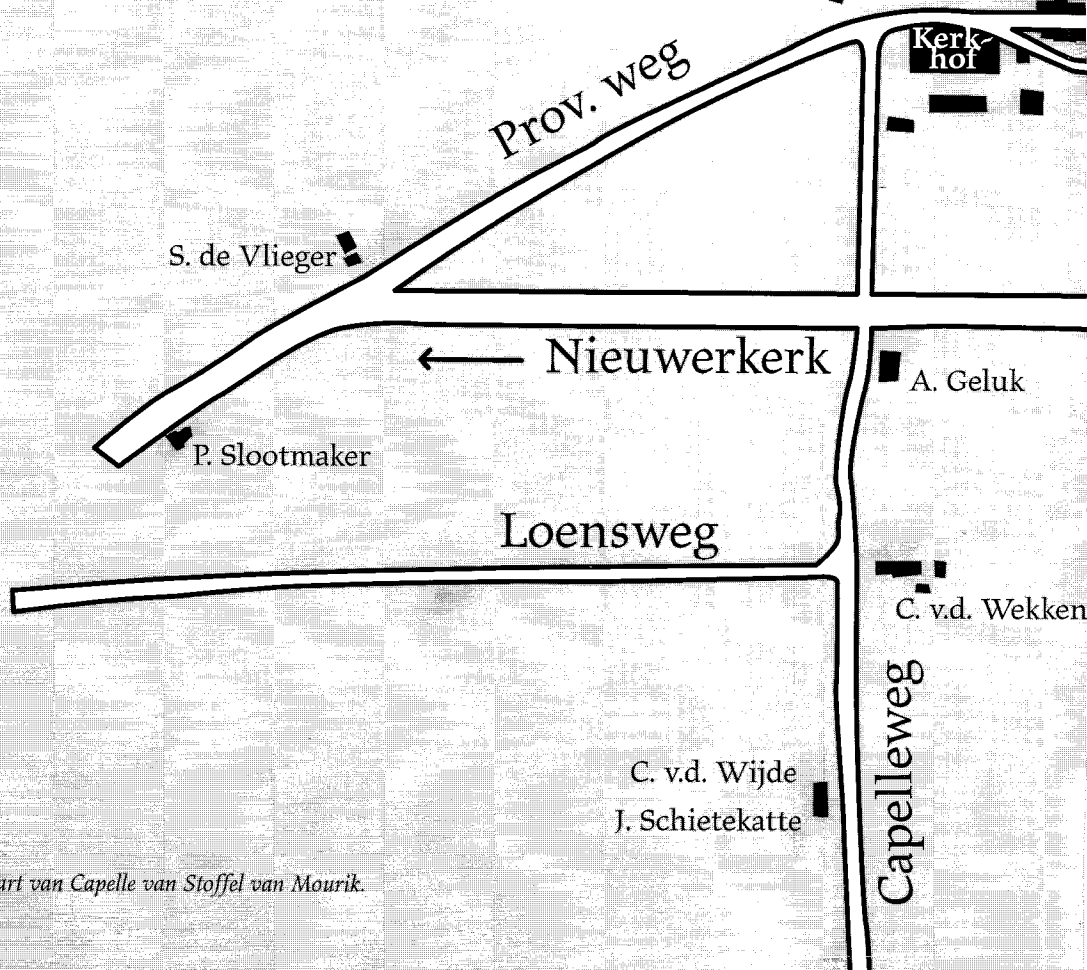 Kerk-
hof
Prov. weg
S. de Vlieger
Nieuwerkerk
A. Geluk
P. Slootmaker
Loensweg
C. v.d. Wekken
Capelleweg
C. v.d. Wijde
J. Schietekatte
van Capelle van Stoffel van Mourik.